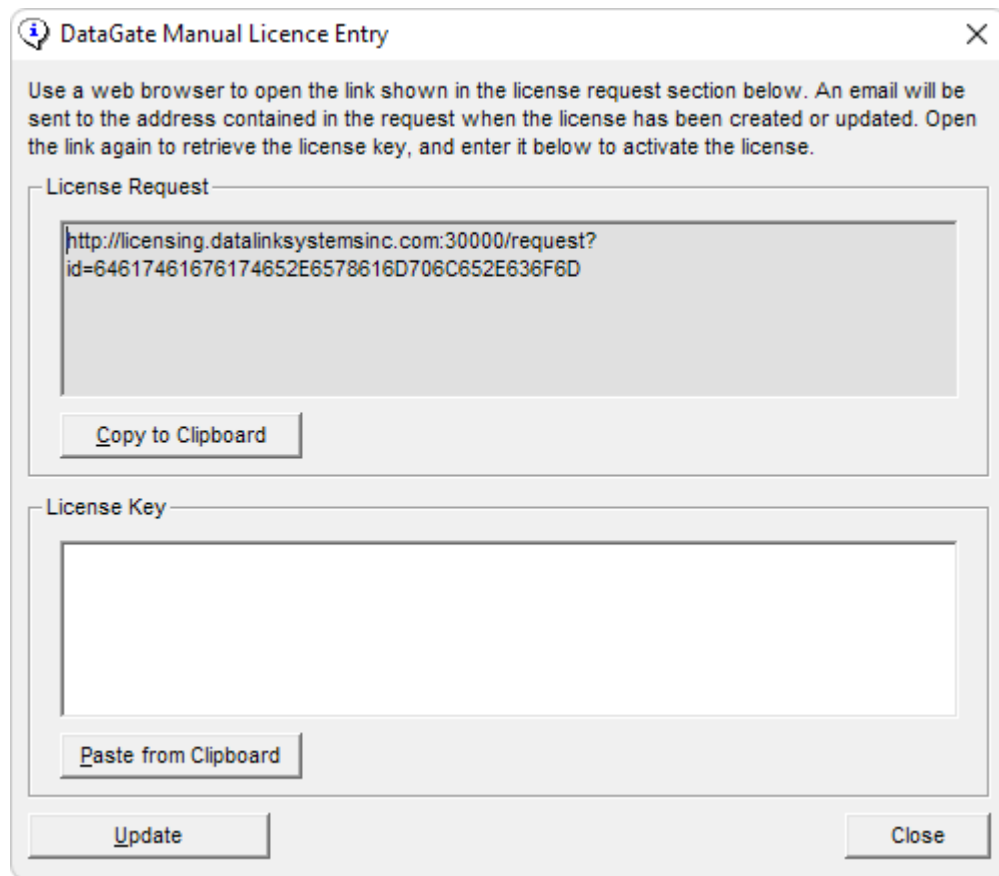 DataGate Manual Licence Entry
Use a web browser to open the link shown in the license request section below. An email will be
sent to the address contained in the request when the license has been created or updated. Open
the link again to retrieve the license key, and enter it below to activate the license.
License Request
http://licensing.datalinksystemsinc.com:30000/request?
id=64617461676174652E6578616D706C652E636F6D
Copy to Clipboard
License Key
Paste from Clipboard
Update
Close